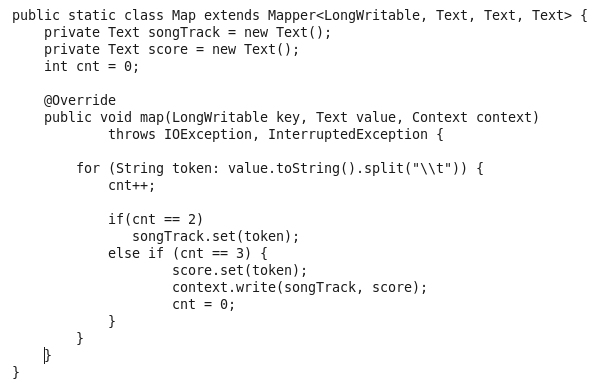 public static class Map extends Mapper<LongWritable, Text, Text, Text> {
    private Text songTrack = new Text();
    private Text score = new Text();
    int cnt = 0;

    @Override
    public void map(LongWritable key, Text value, Context context)
            throws IOException, InterruptedException {

        for (String token: value.toString().split("\\t")) {
            cnt++;

            if(cnt == 2)
               songTrack.set(token);
            else if (cnt == 3) {
                    score.set(token);
                    context.write(songTrack, score);
                    cnt = 0;
            }
        }
    }
}